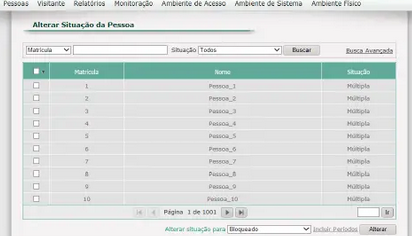 Pessoas Visitante Relatórios Monitoração Ambiente de Acesso Ambiente de Sistema Ambiente Físico
Alterar Situação da Pessoa
Matrícula Situação Todos Buscar Busca Avançada
Matrícula Nome Situação
1 Pessoa_1 Múltipla
2 Pessoa_2 Múltipla
3 Pessoa_3 Múltipla
4 Pessoa_4 Múltipla
5 Pessoa_5 Múltipla
6 Pessoa_6 Múltipla
7 Pessoa_7 Múltipla
8 Pessoa_8 Múltipla
9 Pessoa_9 Múltipla
10 Pessoa_10 Múltipla
Página 1 de 1001 Ir
Alterar situação para Bloqueado Incluir Períodos Alterar